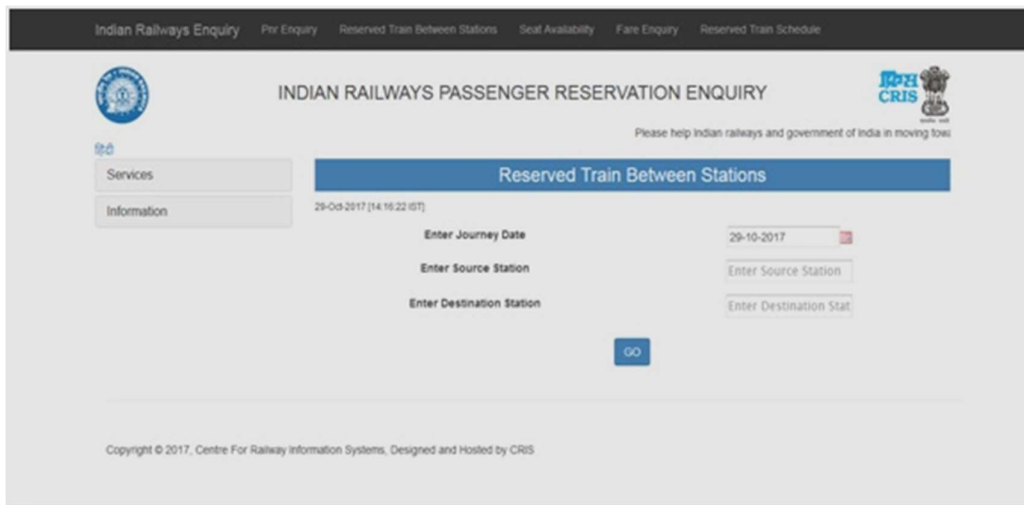 Indian Railways Enquiry Pnr Enquiry Reserved Train Between Stations Seat Availability Fare Enquiry Reserved Train Schedule
INDIAN RAILWAYS PASSENGER RESERVATION ENQUIRY
CRIS
Please help Indian railways and government of India in moving towa
हिंदी
Services
Information
Reserved Train Between Stations
29-Oct-2017 [14:16:22 IST]
Enter Journey Date 29-10-2017
Enter Source Station Enter Source Station
Enter Destination Station Enter Destination Stat
GO
Copyright © 2017, Centre For Railway Information Systems, Designed and Hosted by CRIS